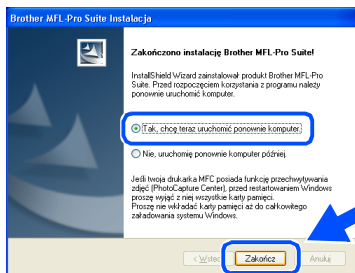 Brother MFL-Pro Suite Instalacja
Zakończono instalację Brother MFL-Pro Suite!
InstallShield Wizard zainstalował produkt Brother MFL-Pro
Suite. Przed rozpoczęciem korzystania z programu należy
ponownie uruchomić komputer.
Tak, chcę teraz uruchomić ponownie komputer.
Nie, uruchomię ponownie komputer później.
Jeśli twoja drukarka MFC posiada funkcję przechwytywania
zdjęć (PhotoCapture Center), przed restartowaniem Windows
proszę wyjąć z niej wszystkie karty pamięci.
Proszę nie wkładać karty pamięci aż do całkowitego
załadowania systemu Windows.
< Wstecz Zakończ Anuluj